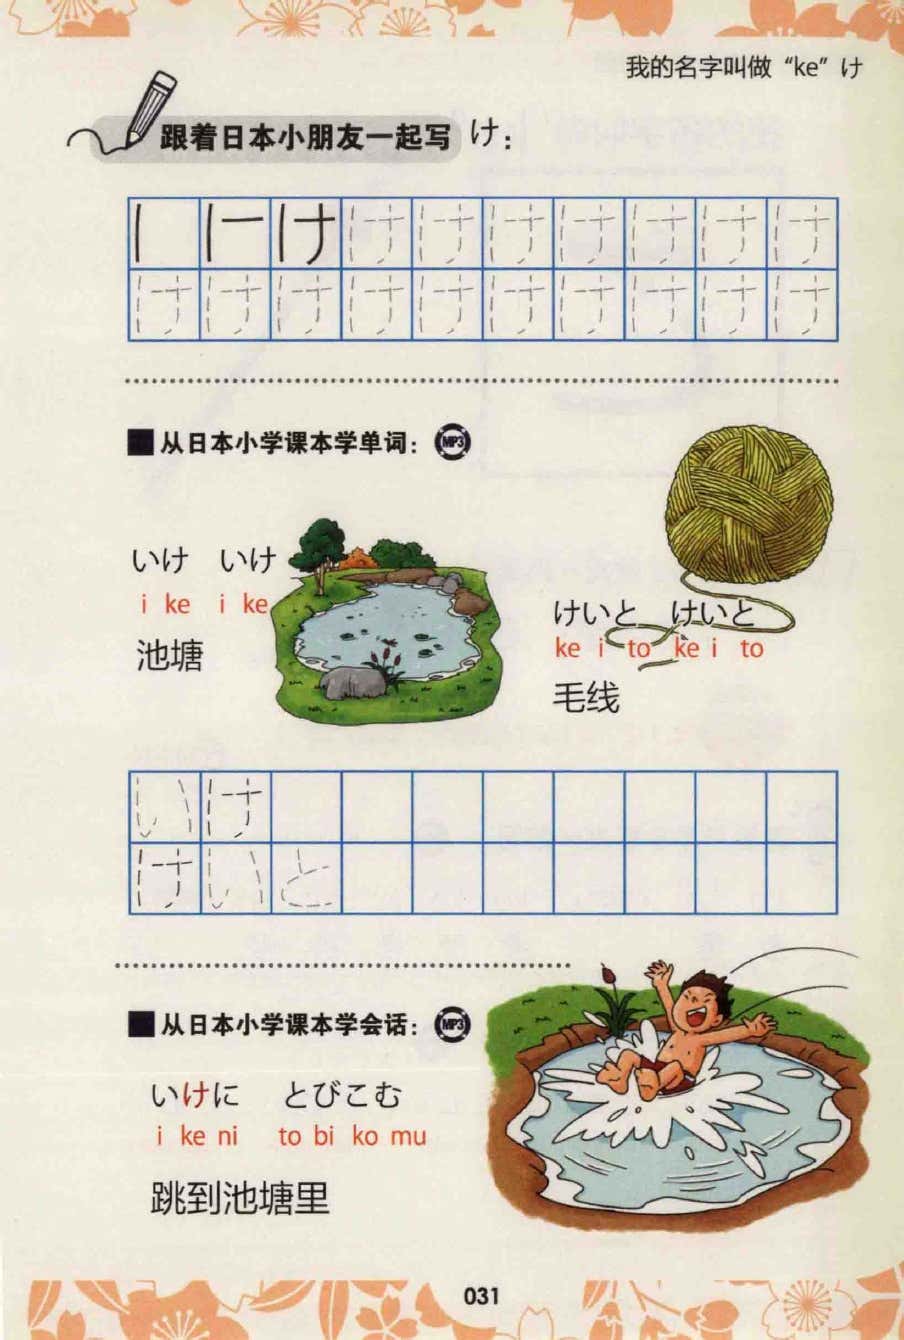 我的名字叫做“ke”け
跟着日本小朋友一起写 け：
け け け け け け け
け け け け け け け け け け
从日本小学课本学单词： MP3
いけ いけ
i ke i ke
池塘
けいと けいと
ke i to ke i to
毛线
いけ
けいと
从日本小学课本学会话： MP3
いけに とびこむ
i ke ni to bi ko mu
跳到池塘里
031